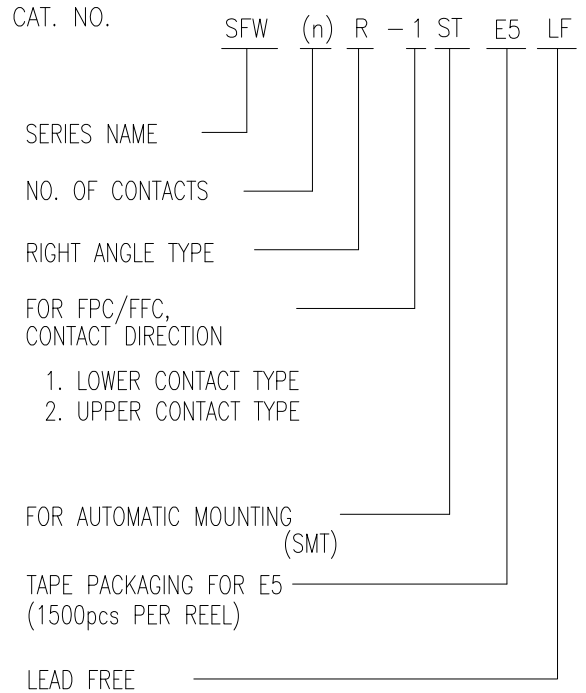 CAT. NO.
SFW (n) R - 1 ST E5 LF
SERIES NAME
NO. OF CONTACTS
RIGHT ANGLE TYPE
FOR FPC/FFC,
CONTACT DIRECTION
1. LOWER CONTACT TYPE
2. UPPER CONTACT TYPE
FOR AUTOMATIC MOUNTING
(SMT)
TAPE PACKAGING FOR E5
(1500pcs PER REEL)
LEAD FREE